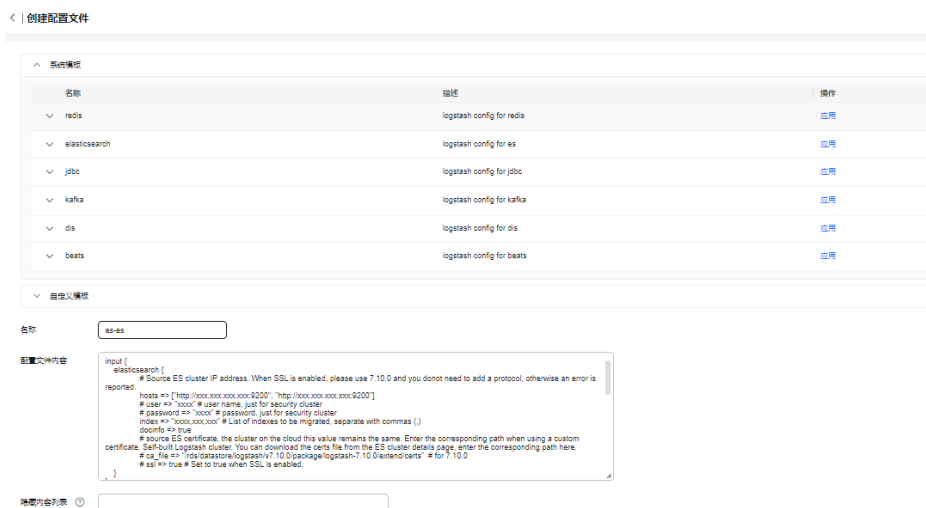 创建配置文件
系统模板
名称 描述 操作
redis logstash config for redis 应用
elasticsearch logstash config for es 应用
jdbc logstash config for jdbc 应用
kafka logstash config for kafka 应用
dis logstash config for dis 应用
beats logstash config for beats 应用
自定义模板
名称 es-es
配置文件内容
input {
elasticsearch {
# Source ES cluster IP address. When SSL is enabled, please use 7.10.0 and you donot need to add a protocol, otherwise an error is
reported.
hosts => ["http://xxx.xxx.xxx.xxx:9200", "http://xxx.xxx.xxx.xxx:9200"]
# user => "xxxx" # user name, just for security cluster
# password => "xxxx" # password, just for security cluster
index => "xxxx,xxx,xxx" # List of indexes to be migrated, separate with commas (,)
docinfo => true
# source ES certificate, the cluster on the cloud this value remains the same. Enter the corresponding path when using a custom
certificate. Self-built Logstash cluster, You can download the certs file from the ES cluster details page, enter the corresponding path here.
# ca_file => "/rds/datastore/logstash/v7.10.0/package/logstash-7.10.0/extend/certs" # for 7.10.0
# ssl => true # Set to true when SSL is enabled.
}
隐藏内容列表